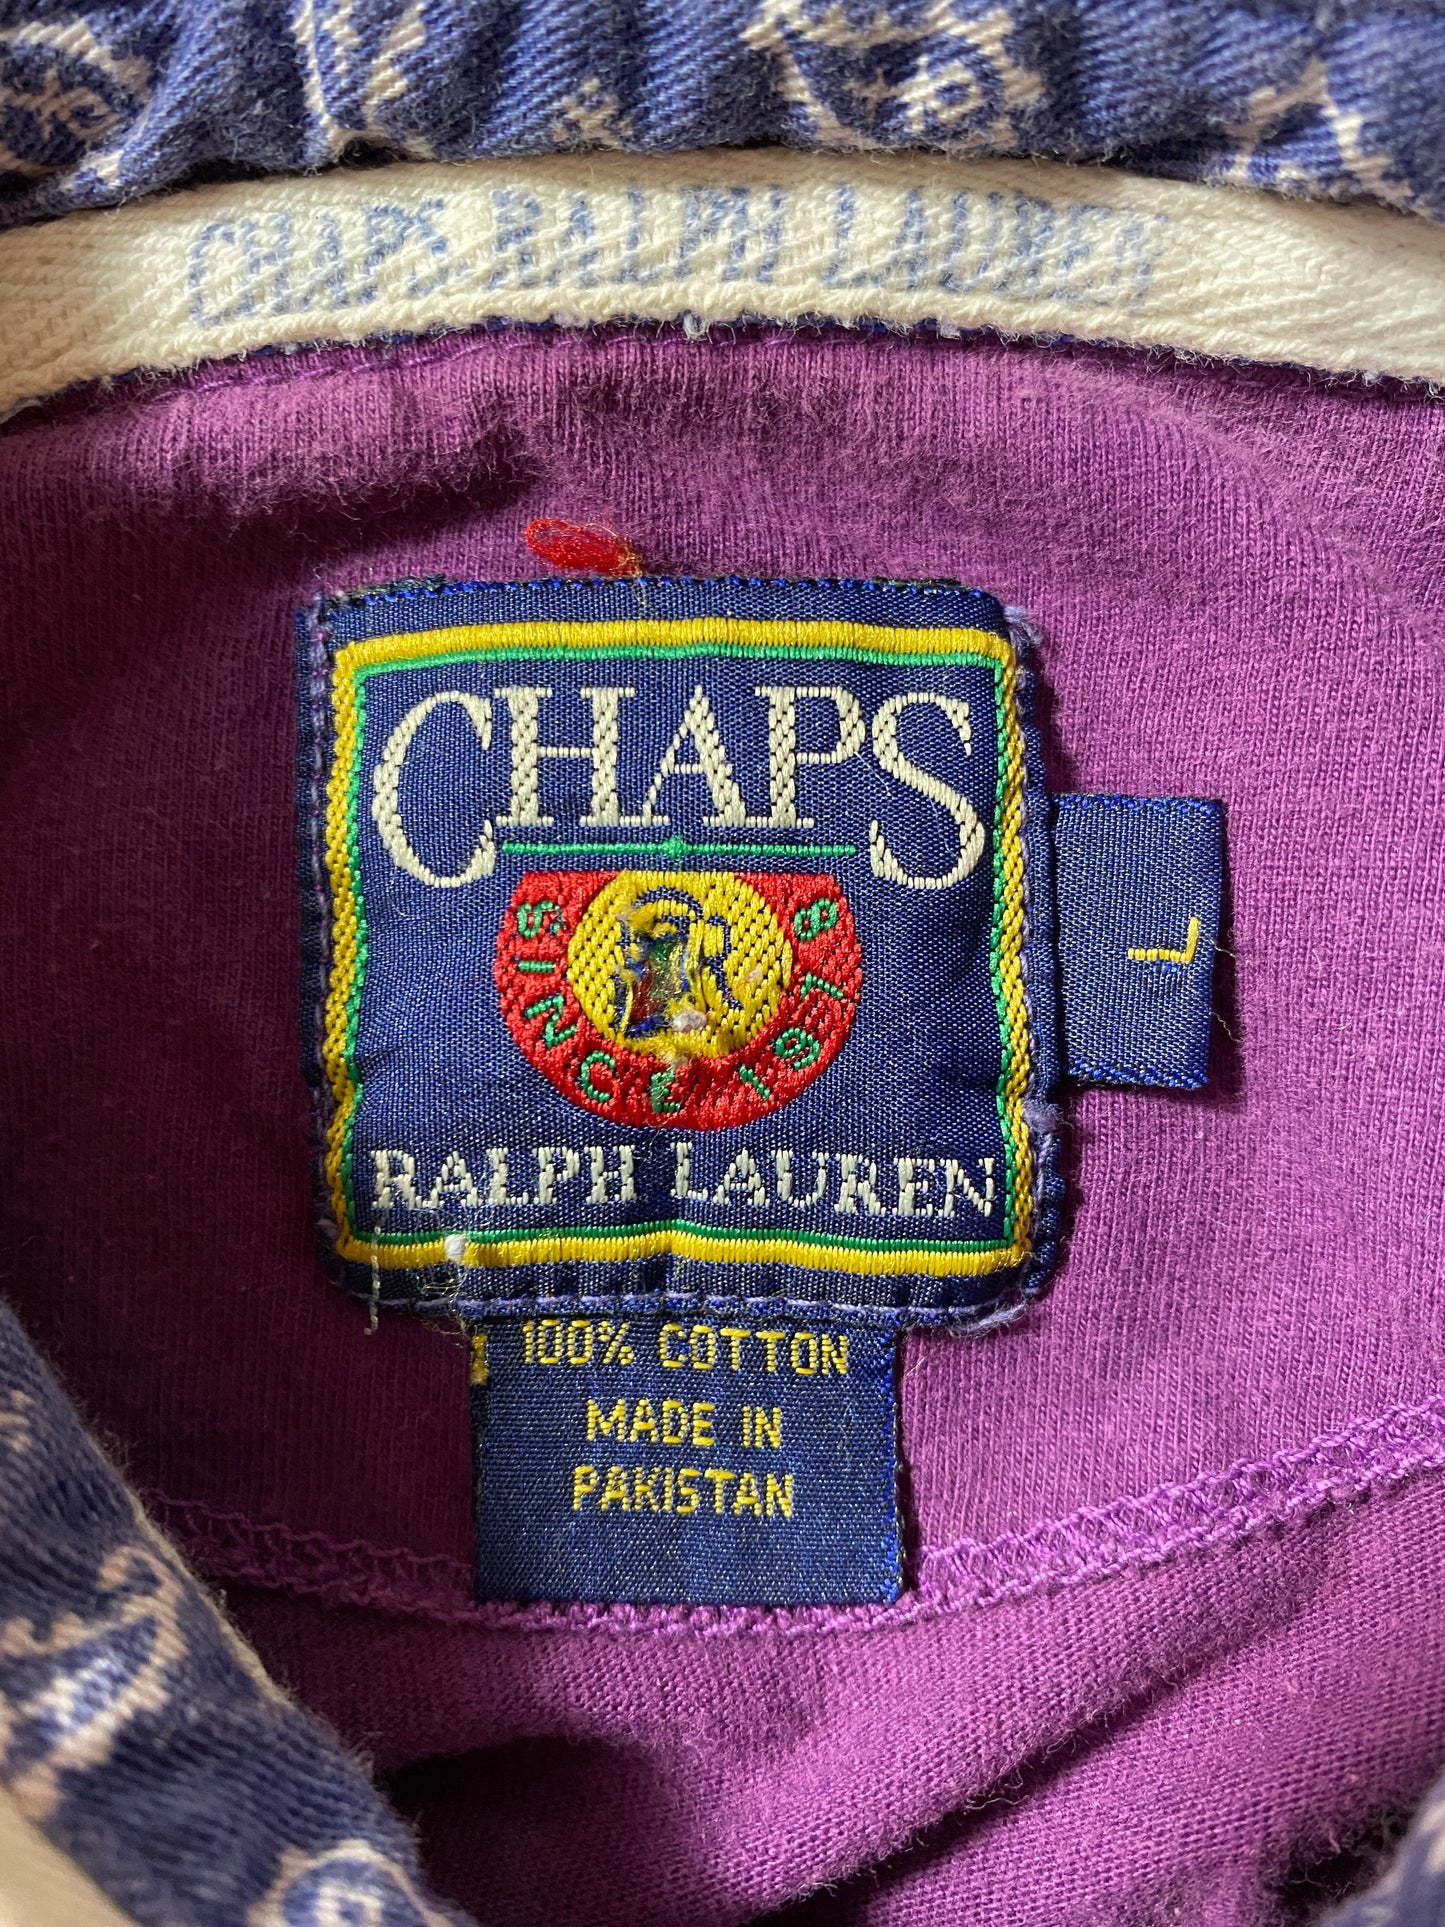 CHAPS RALPH LAUREN
CHAPS
SINCE 1978
RALPH LAUREN
L
100% COTTON
MADE IN
PAKISTAN